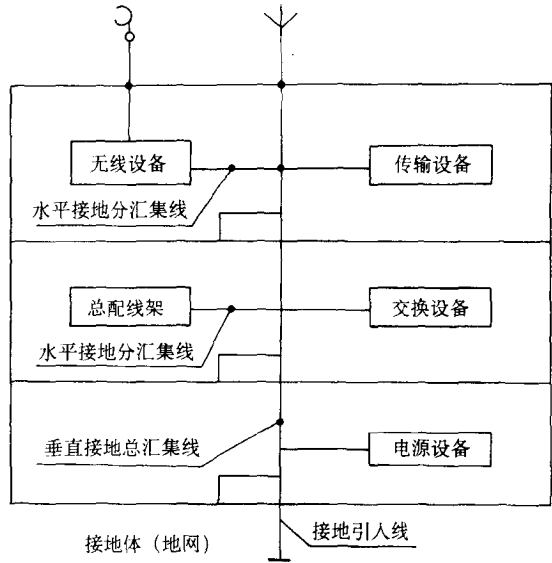 无线设备
传输设备
水平接地分汇集线
总配线架
交换设备
水平接地分汇集线
垂直接地总汇集线
电源设备
接地体（地网）
接地引人线